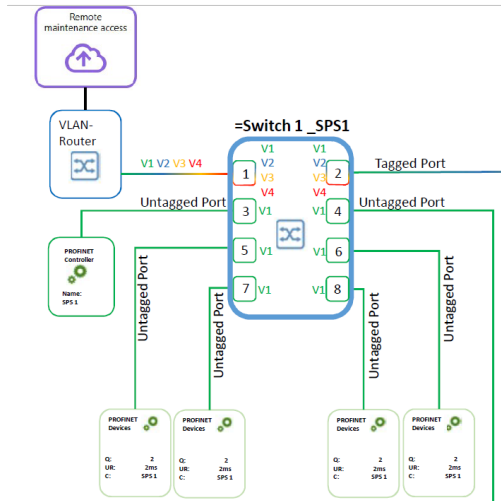 Remote
maintenance access
VLAN-
Router
=Switch 1 _SPS1
V1 V2 V3 V4
1
V1
V2
V3
V4
V1
V2
V3
V4
2
Tagged Port
Untagged Port
3
V1
V1
4
Untagged Port
5
V1
V1
6
7
V1
V1
8
PROFINET
Controller
Name:
SPS 1
Untagged Port
Untagged Port
Untagged Port
Untagged Port
PROFINET
Devices
Q: 2
UR: 2ms
C: SPS 1
PROFINET
Devices
Q: 2
UR: 2ms
C: SPS 1
PROFINET
Devices
Q: 2
UR: 2ms
C: SPS 1
PROFINET
Devices
Q: 2
UR: 2ms
C: SPS 1